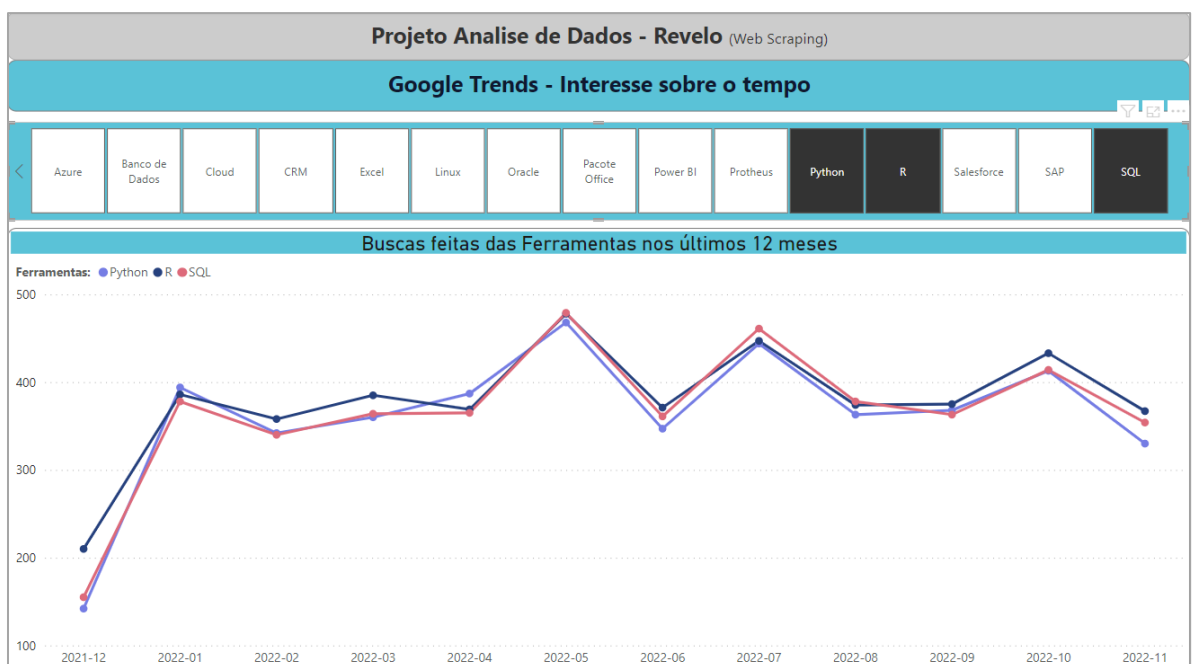 Projeto Analise de Dados - Revelo (Web Scraping)
Google Trends - Interesse sobre o tempo
Azure
Banco de
Dados
Cloud
CRM
Excel
Linux
Oracle
Pacote
Office
Power BI
Protheus
Python
R
Salesforce
SAP
SQL
Buscas feitas das Ferramentas nos últimos 12 meses
Ferramentas: Python R SQL
500
400
300
200
100
2021-12 2022-01 2022-02 2022-03 2022-04 2022-05 2022-06 2022-07 2022-08 2022-09 2022-10 2022-11